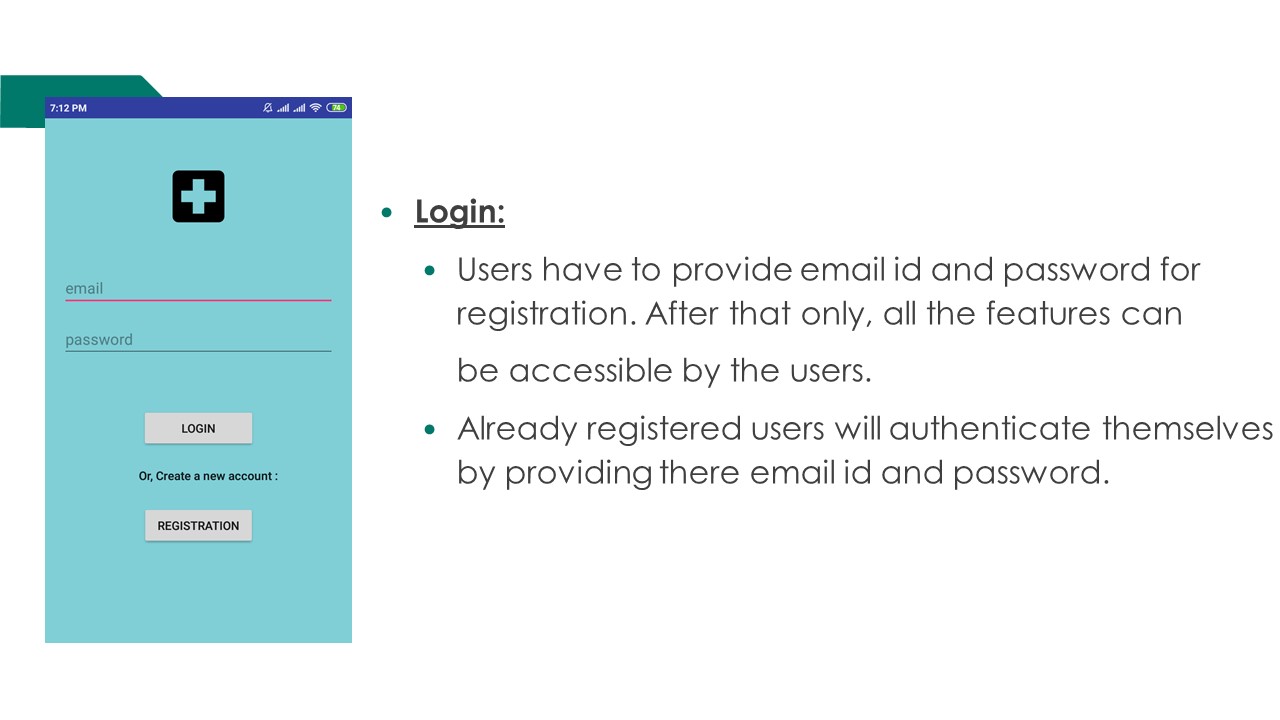 7:12 PM
74
email
password
LOGIN
Or, Create a new account :
REGISTRATION
Login:
Users have to provide email id and password for
registration. After that only, all the features can
be accessible by the users.
Already registered users will authenticate themselves
by providing there email id and password.